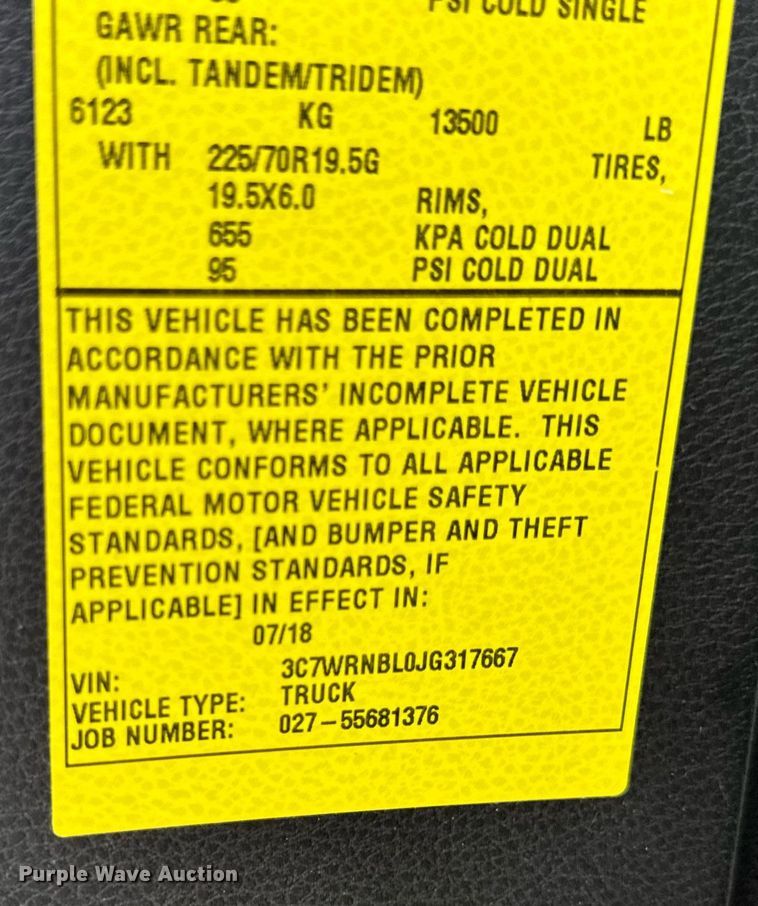 PSI COLD SINGLE
GAWR REAR:
(INCL. TANDEM/TRIDEM)
6123 KG 13500 LB
WITH 225/70R19.5G TIRES,
19.5X6.0 RIMS,
655 KPA COLD DUAL
95 PSI COLD DUAL
THIS VEHICLE HAS BEEN COMPLETED IN
ACCORDANCE WITH THE PRIOR
MANUFACTURERS' INCOMPLETE VEHICLE
DOCUMENT, WHERE APPLICABLE. THIS
VEHICLE CONFORMS TO ALL APPLICABLE
FEDERAL MOTOR VEHICLE SAFETY
STANDARDS, [AND BUMPER AND THEFT
PREVENTION STANDARDS, IF
APPLICABLE] IN EFFECT IN:
07/18
VIN: 3C7WRNBL0JG317667
VEHICLE TYPE: TRUCK
JOB NUMBER: 027-55681376
Purple Wave Auction